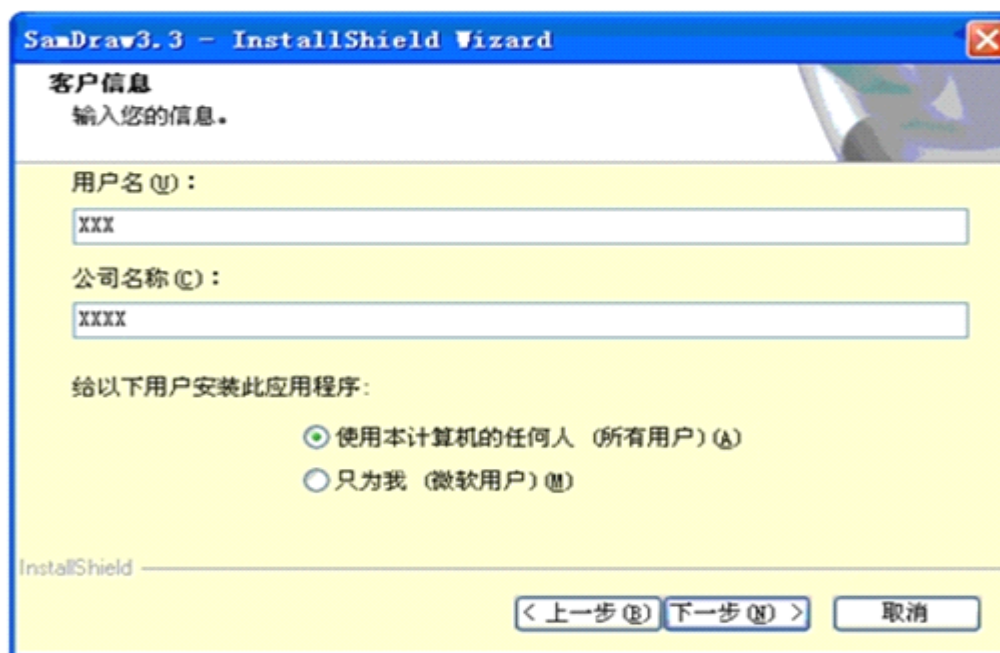 SamDraw3.3 - InstallShield Wizard
客户信息
输入您的信息。
用户名(U)：
XXX
公司名称(C)：
XXXX
给以下用户安装此应用程序:
使用本计算机的任何人 (所有用户)(A)
只为我 (微软用户)(M)
InstallShield
< 上一步(B) 下一步(N) > 取消